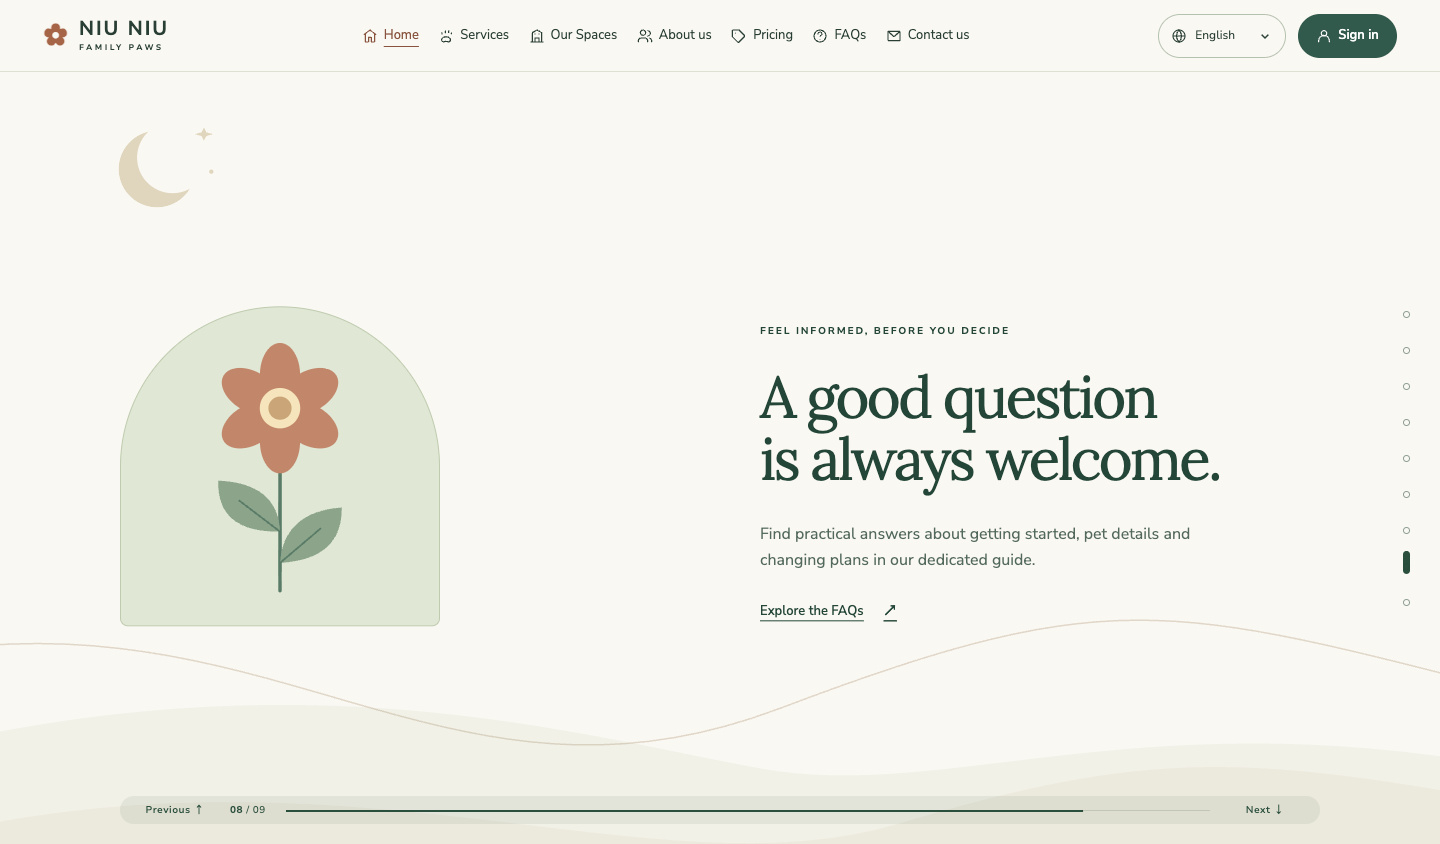 NIU NIU
FAMILY PAWS
Home
Services
Our Spaces
About us
Pricing
FAQs
Contact us
English
Sign in
FEEL INFORMED, BEFORE YOU DECIDE
A good question
is always welcome.
Find practical answers about getting started, pet details and
changing plans in our dedicated guide.
Explore the FAQs ↗
Previous ↑
08 / 09
Next ↓